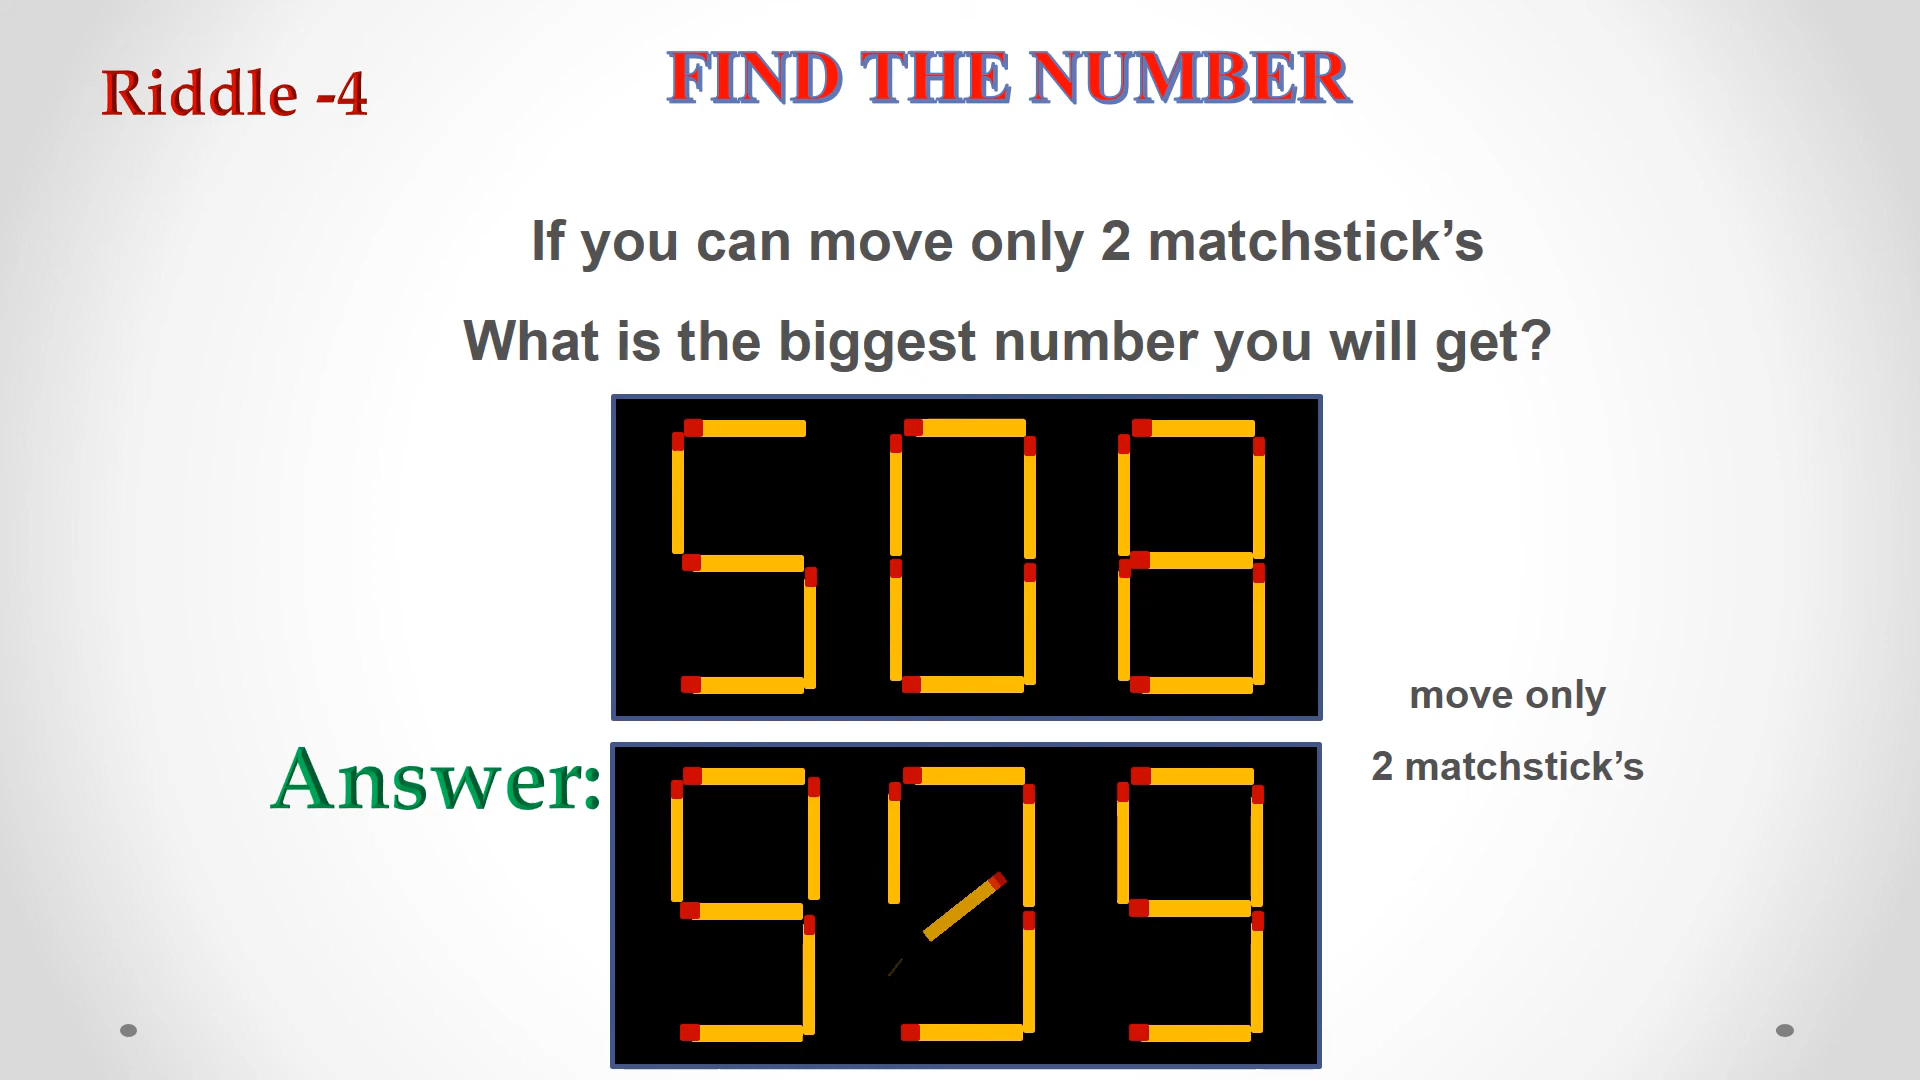 Riddle -4
FIND THE NUMBER
If you can move only 2 matchstick’s
What is the biggest number you will get?
508
move only
2 matchstick’s
Answer: